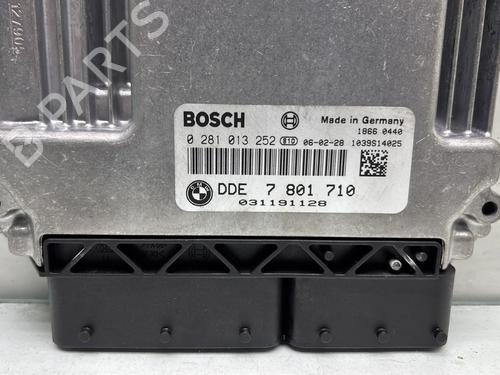 B-PARTS
BOSCH
Made in Germany
1866 0440
0 281 013 252 B10 06-02-28 1039S14025
DDE 7 801 710
031191128